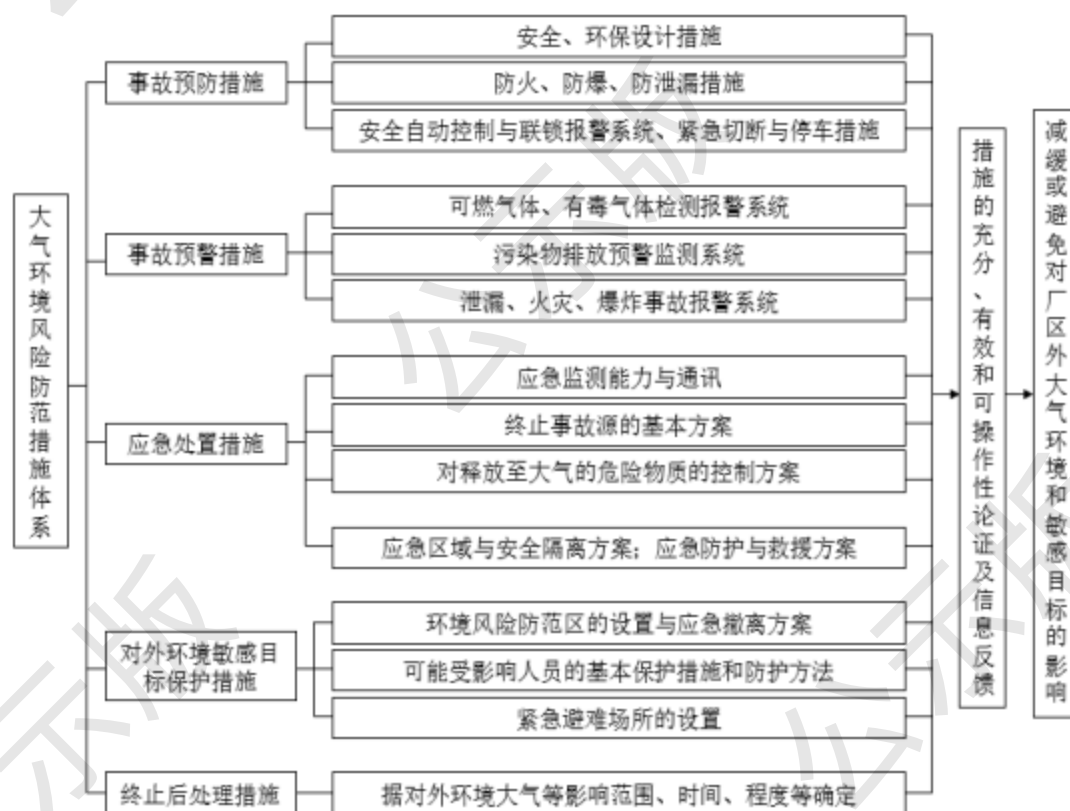 大气环境风险防范措施体系
事故预防措施
安全、环保设计措施
防火、防爆、防泄漏措施
安全自动控制与联锁报警系统、紧急切断与停车措施
事故预警措施
可燃气体、有毒气体检测报警系统
污染物排放预警监测系统
泄漏、火灾、爆炸事故报警系统
应急处置措施
应急监测能力与通讯
终止事故源的基本方案
对释放至大气的危险物质的控制方案
应急区域与安全隔离方案；应急防护与救援方案
对外环境敏感目
标保护措施
环境风险防范区的设置与应急撤离方案
可能受影响人员的基本保护措施和防护方法
紧急避难场所的设置
终止后处理措施
据对外环境大气等影响范围、时间、程度等确定
措施的充分、有效和可操作性论证及信息反馈
减缓或避免对厂区外大气环境和敏感目标的影响
公示版
公示版
示版